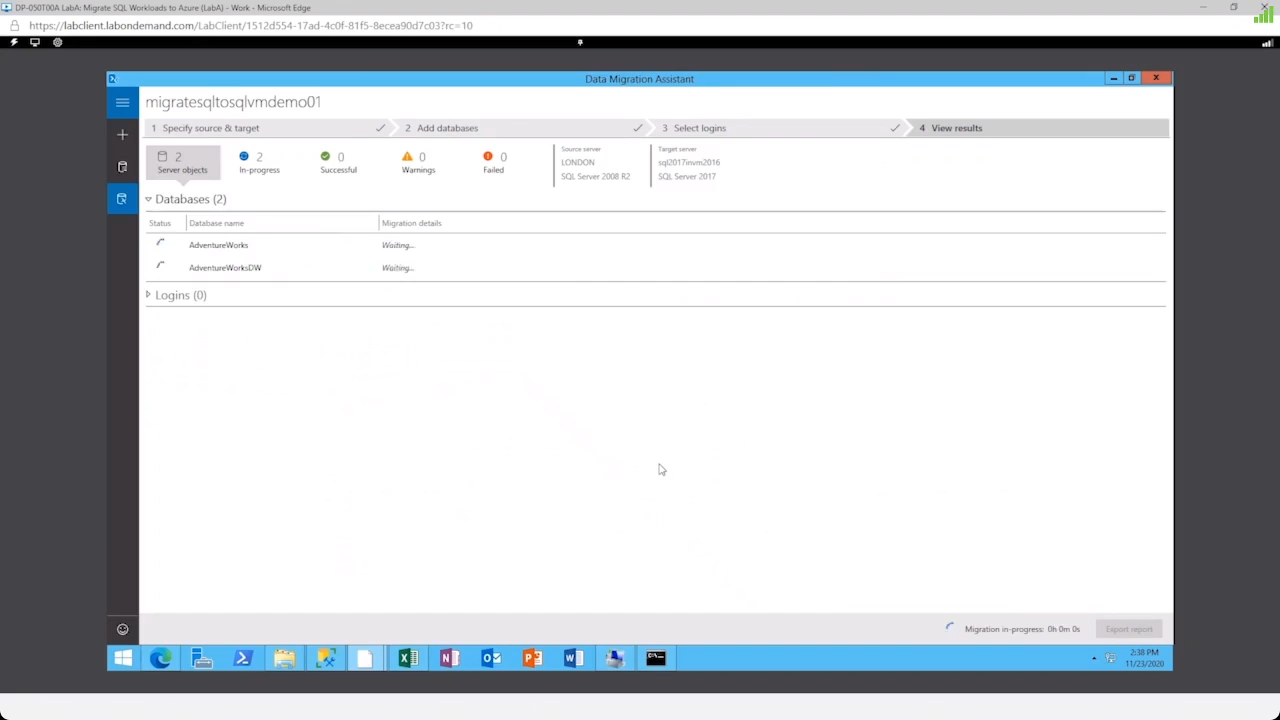 DP-050T00A LabA: Migrate SQL Workloads to Azure (LabA) - Work - Microsoft Edge
https://labclient.labondemand.com/LabClient/1512d554-17ad-4c0f-81f5-8ecea90d7c03?rc=10
Data Migration Assistant
migratesqltosqlvmdemo01
1 Specify source & target
2 Add databases
3 Select logins
4 View results
2
Server objects
2
In-progress
0
Successful
0
Warnings
0
Failed
Source server
LONDON
SQL Server 2008 R2
Target server
sql2017invm2016
SQL Server 2017
Databases (2)
Status Database name Migration details
AdventureWorks Waiting...
AdventureWorksDW Waiting...
Logins (0)
Migration in-progress: 0h 0m 0s
Export report
2:38 PM
11/23/2020